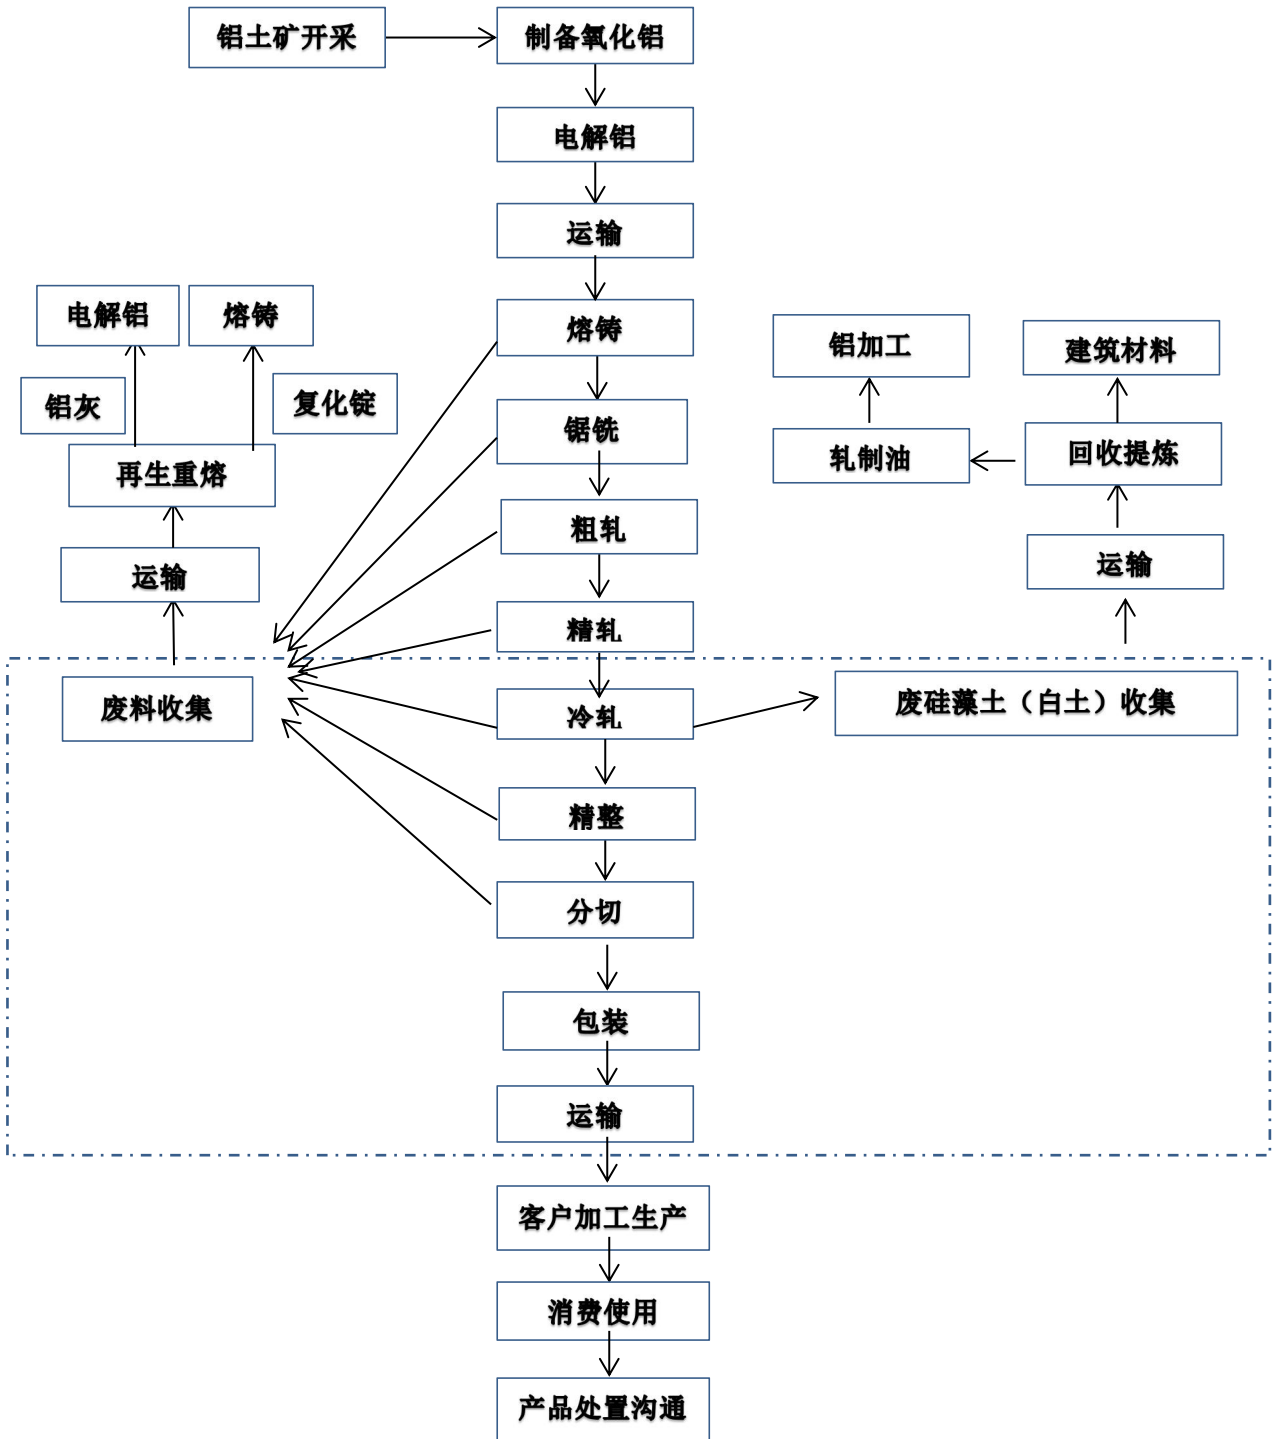 铝土矿开采
制备氧化铝
电解铝
运输
电解铝
熔铸
熔铸
铝加工
建筑材料
铝灰
复化锭
锯铣
轧制油
回收提炼
再生重熔
粗轧
运输
运输
精轧
废料收集
冷轧
废硅藻土（白土）收集
精整
分切
包装
运输
客户加工生产
消费使用
产品处置沟通